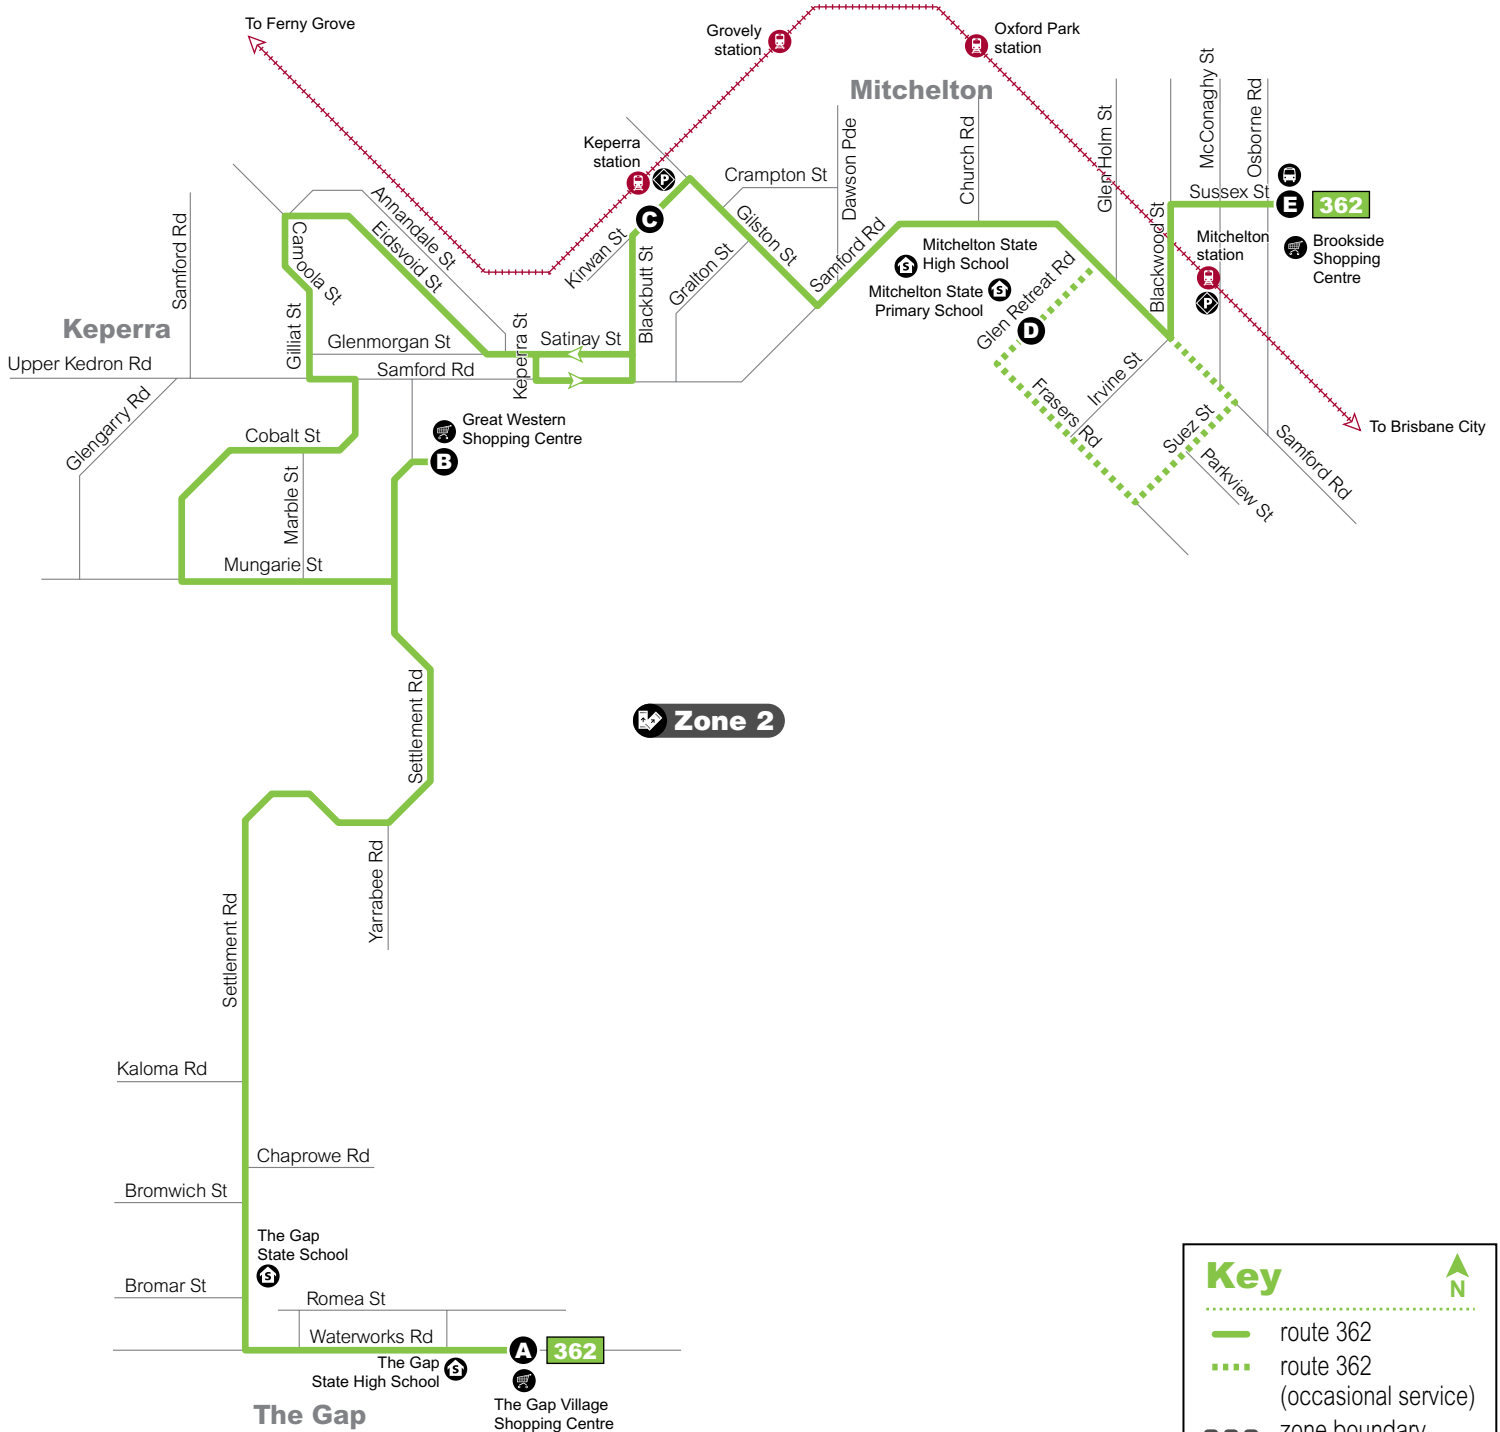 To Ferny Grove
Grovely
station
Oxford Park
station
Mitchelton
Keperra
station
P
Crampton St
Dawson Pde
Church Rd
Glen Holm St
McConaghy St
Osborne Rd
Sussex St
E
362
Samford Rd
Annandale St
Eidsvold St
Camoola St
C
Kirwan St
Gilston St
Gralton St
Samford Rd
Mitchelton State
High School
S
Mitchelton State
Primary School
S
Glen Retreat Rd
D
Blackwood St
Mitchelton
station
P
Brookside
Shopping
Centre
Keperra
Gilliat St
Glenmorgan St
Keperra St
Satinay St
Blackbutt St
Upper Kedron Rd
Samford Rd
Glengarry Rd
Cobalt St
Great Western
Shopping Centre
B
Frasers Rd
Irvine St
Suez St
Parkview St
Samford Rd
To Brisbane City
Marble St
Mungarie St
Settlement Rd
Zone 2
Yarrabee Rd
Settlement Rd
Kaloma Rd
Chaprowe Rd
Bromwich St
The Gap
State School
S
Bromar St
Romea St
Waterworks Rd
A
362
The Gap
State High School
S
The Gap
The Gap Village
Shopping Centre
Key
N
route 362
route 362
(occasional service)
zone boundary